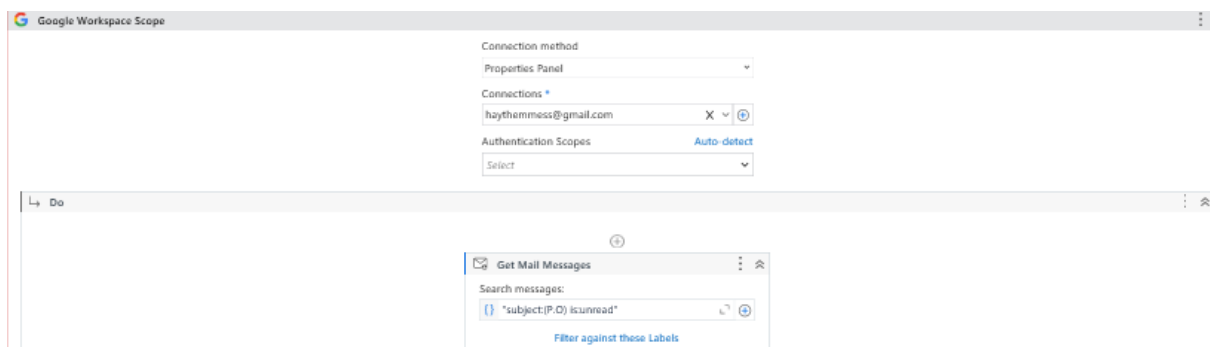 Google Workspace Scope
Connection method
Properties Panel
Connections *
haythemmess@gmail.com
Authentication Scopes Auto-detect
Select
Do
Get Mail Messages
Search messages:
"subject:(P.O) is:unread"
Filter against these Labels